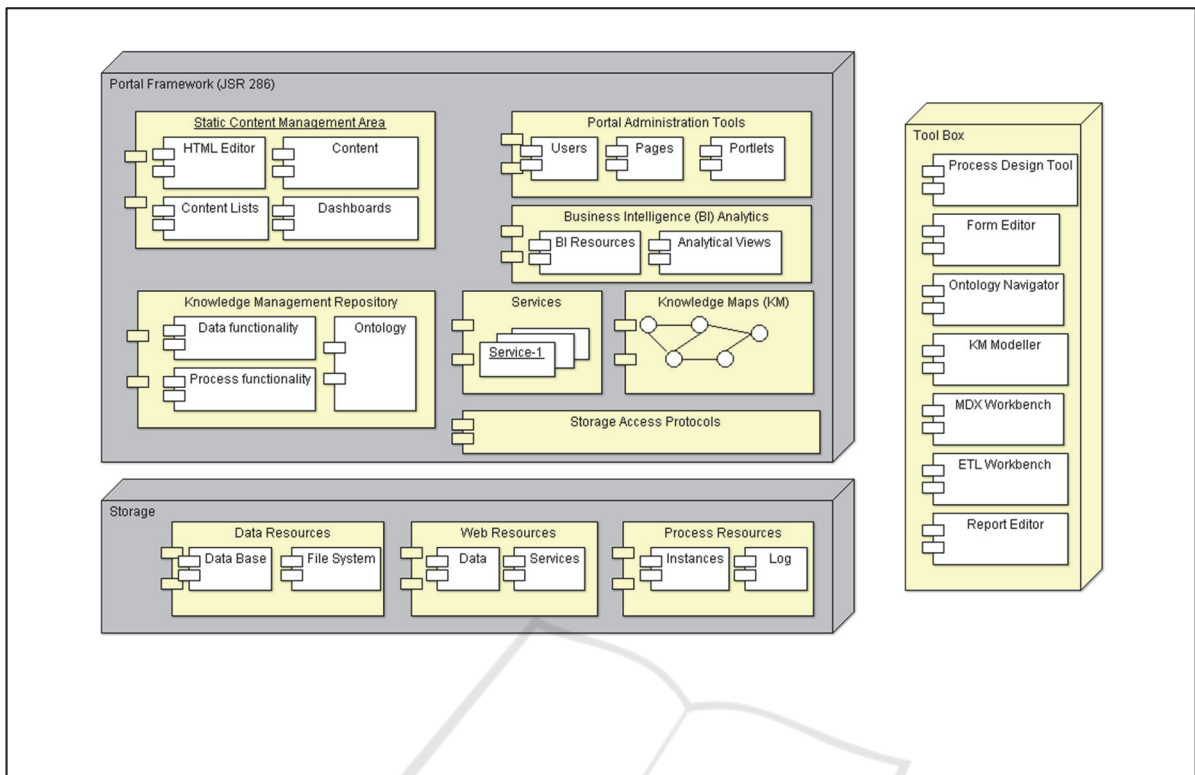 Portal Framework (JSR 286)
Static Content Management Area
HTML Editor
Content
Content Lists
Dashboards
Portal Administration Tools
Users
Pages
Portlets
Business Intelligence (BI) Analytics
BI Resources
Analytical Views
Knowledge Management Repository
Data functionality
Process functionality
Ontology
Services
Service-1
Knowledge Maps (KM)
Storage Access Protocols
Storage
Data Resources
Data Base
File System
Web Resources
Data
Services
Process Resources
Instances
Log
Tool Box
Process Design Tool
Form Editor
Ontology Navigator
KM Modeller
MDX Workbench
ETL Workbench
Report Editor